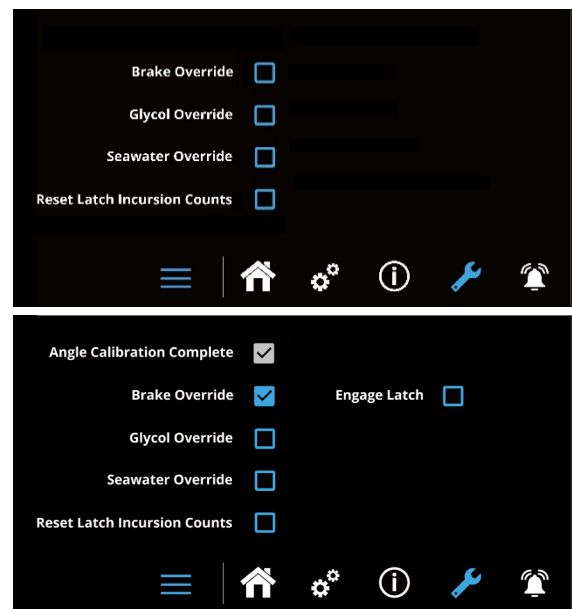 Brake Override
Glycol Override
Seawater Override
Reset Latch Incursion Counts
Angle Calibration Complete
Brake Override Engage Latch
Glycol Override
Seawater Override
Reset Latch Incursion Counts